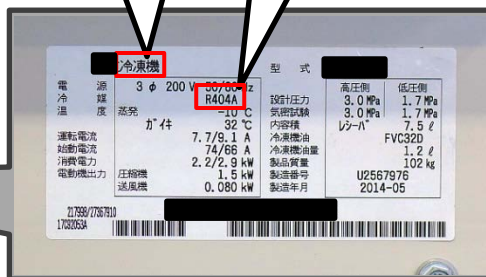 冷凍機 型式
電源 3φ 200 V 50/60Hz
冷媒 R404A
温度 蒸発 -10 ℃
ガイキ 32 ℃
運転電流 7.7/9.1 A
始動電流 74/66 A
消費電力 2.2/2.9 kW
電動機出力 圧縮機 1.5 kW
送風機 0.080 kW
高圧側 低圧側
設計圧力 3.0 MPa 1.7 MPa
気密試験 3.0 MPa 1.7 MPa
内容積 レシーバ 7.5 ℓ
冷凍機油 FVC32D
冷凍機油量 1.2 ℓ
製品質量 102 kg
製造番号 U2567976
製造年月 2014-05
217998/27367910
17C82053A